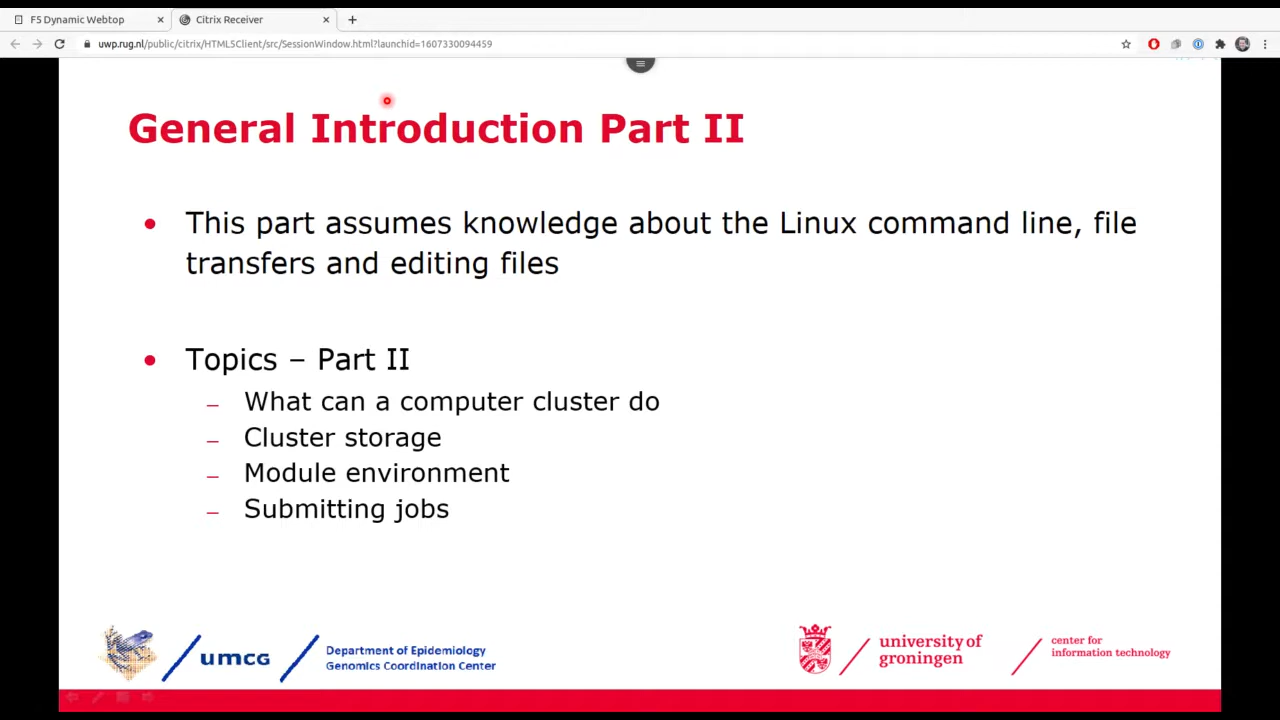 F5 Dynamic Webtop
Citrix Receiver
uwp.rug.nl/public/citrix/HTML5Client/src/SessionWindow.html?launchid=1607330094459
General Introduction Part II
• This part assumes knowledge about the Linux command line, file
transfers and editing files
• Topics – Part II
– What can a computer cluster do
– Cluster storage
– Module environment
– Submitting jobs
umcg
Department of Epidemiology
Genomics Coordination Center
university of
groningen
center for
information technology